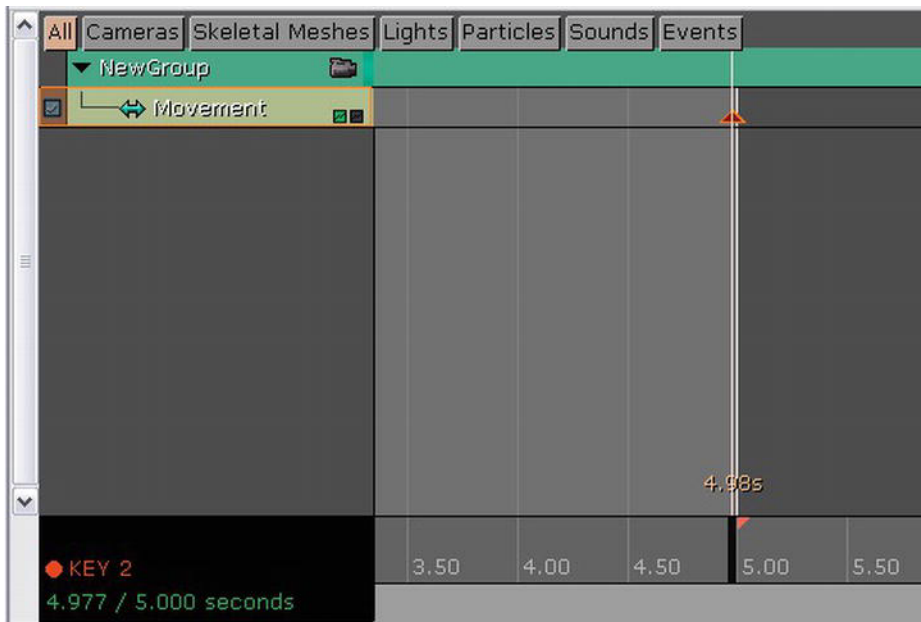 All Cameras Skeletal Meshes Lights Particles Sounds Events
NewGroup
Movement
4.98s
3.50 4.00 4.50 5.00 5.50
KEY 2
4.977 / 5.000 seconds